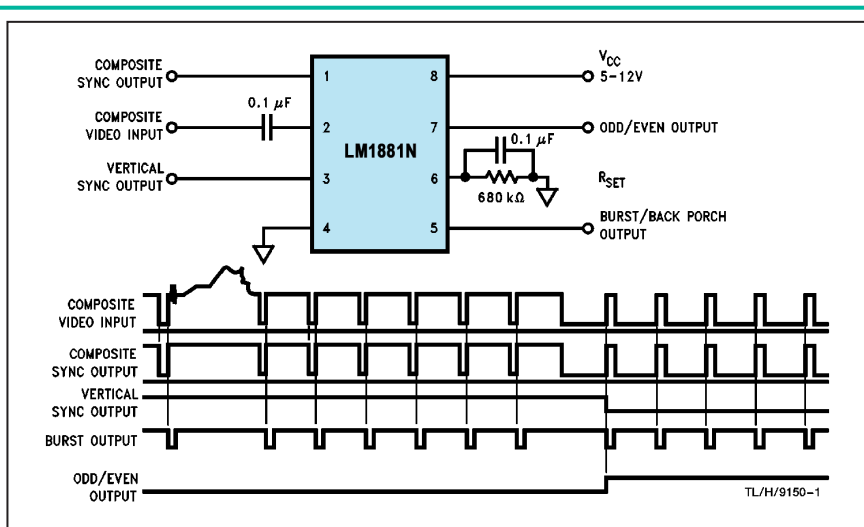 COMPOSITE
SYNC OUTPUT
COMPOSITE
VIDEO INPUT
0.1 μF
VERTICAL
SYNC OUTPUT
1
2
3
4
LM1881N
8
7
6
5
VCC
5-12V
ODD/EVEN OUTPUT
0.1 μF
680 kΩ
RSET
BURST/BACK PORCH
OUTPUT
COMPOSITE
VIDEO INPUT
COMPOSITE
SYNC OUTPUT
VERTICAL
SYNC OUTPUT
BURST OUTPUT
ODD/EVEN
OUTPUT
TL/H/9150-1